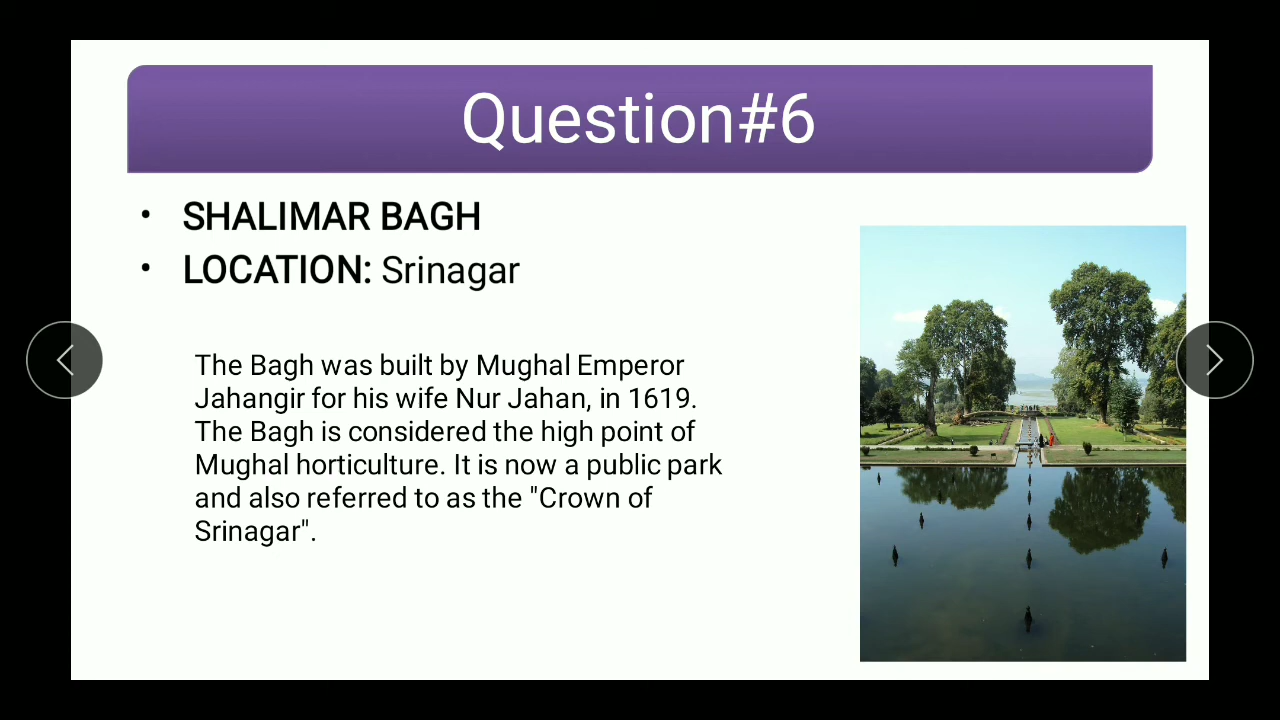 Question#6
• SHALIMAR BAGH
• LOCATION: Srinagar
The Bagh was built by Mughal Emperor
Jahangir for his wife Nur Jahan, in 1619.
The Bagh is considered the high point of
Mughal horticulture. It is now a public park
and also referred to as the "Crown of
Srinagar".